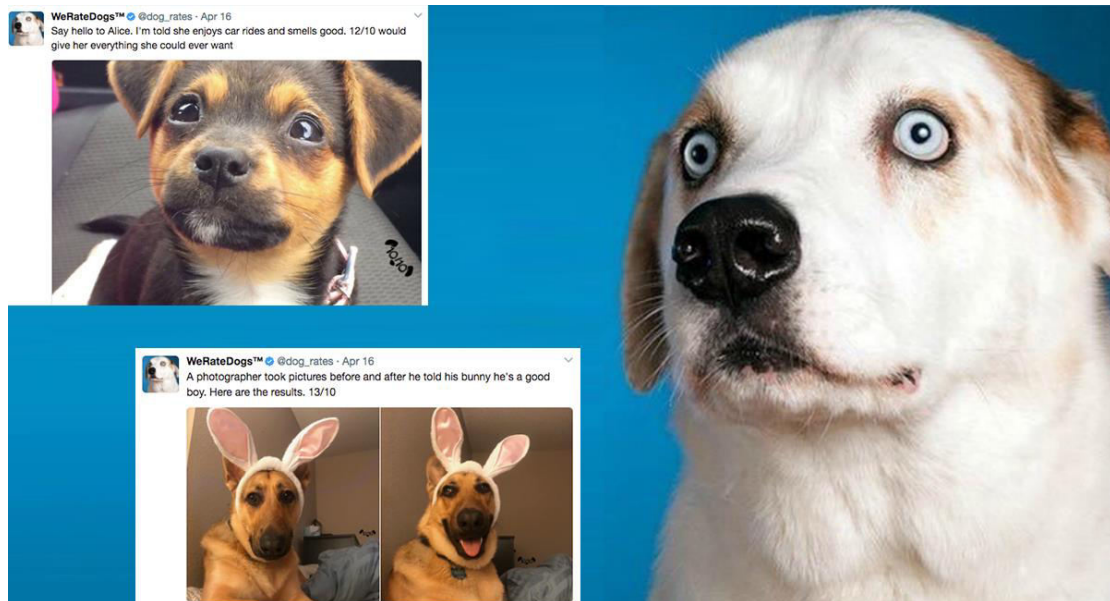 WeRateDogs™ @dog_rates · Apr 16
Say hello to Alice. I'm told she enjoys car rides and smells good. 12/10 would
give her everything she could ever want
10/10
WeRateDogs™ @dog_rates · Apr 16
A photographer took pictures before and after he told his bunny he's a good
boy. Here are the results. 13/10